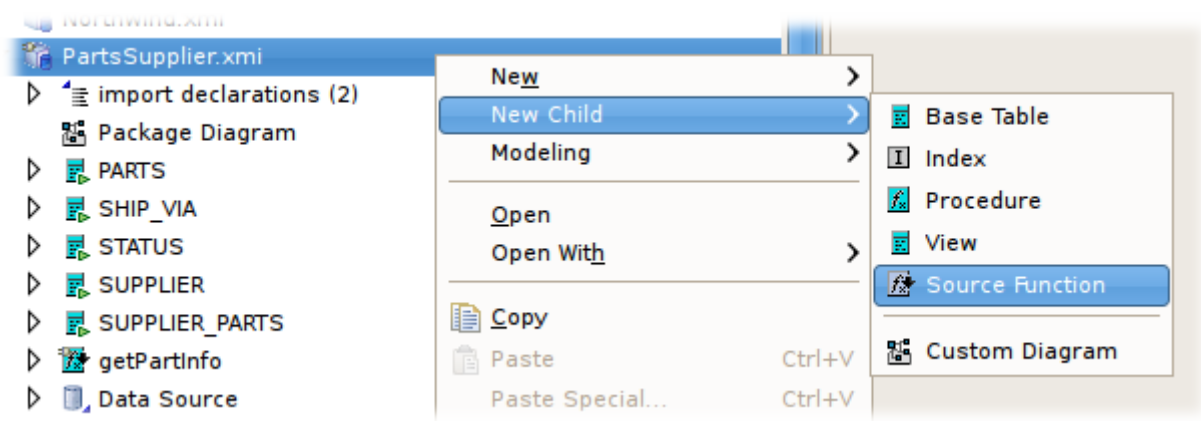 Northwind.xmi
PartsSupplier.xmi
import declarations (2)
Package Diagram
PARTS
SHIP_VIA
STATUS
SUPPLIER
SUPPLIER_PARTS
getPartInfo
Data Source
New
New Child
Modeling
Open
Open With
Copy
Paste Ctrl+V
Paste Special... Ctrl+V
Base Table
Index
Procedure
View
Source Function
Custom Diagram